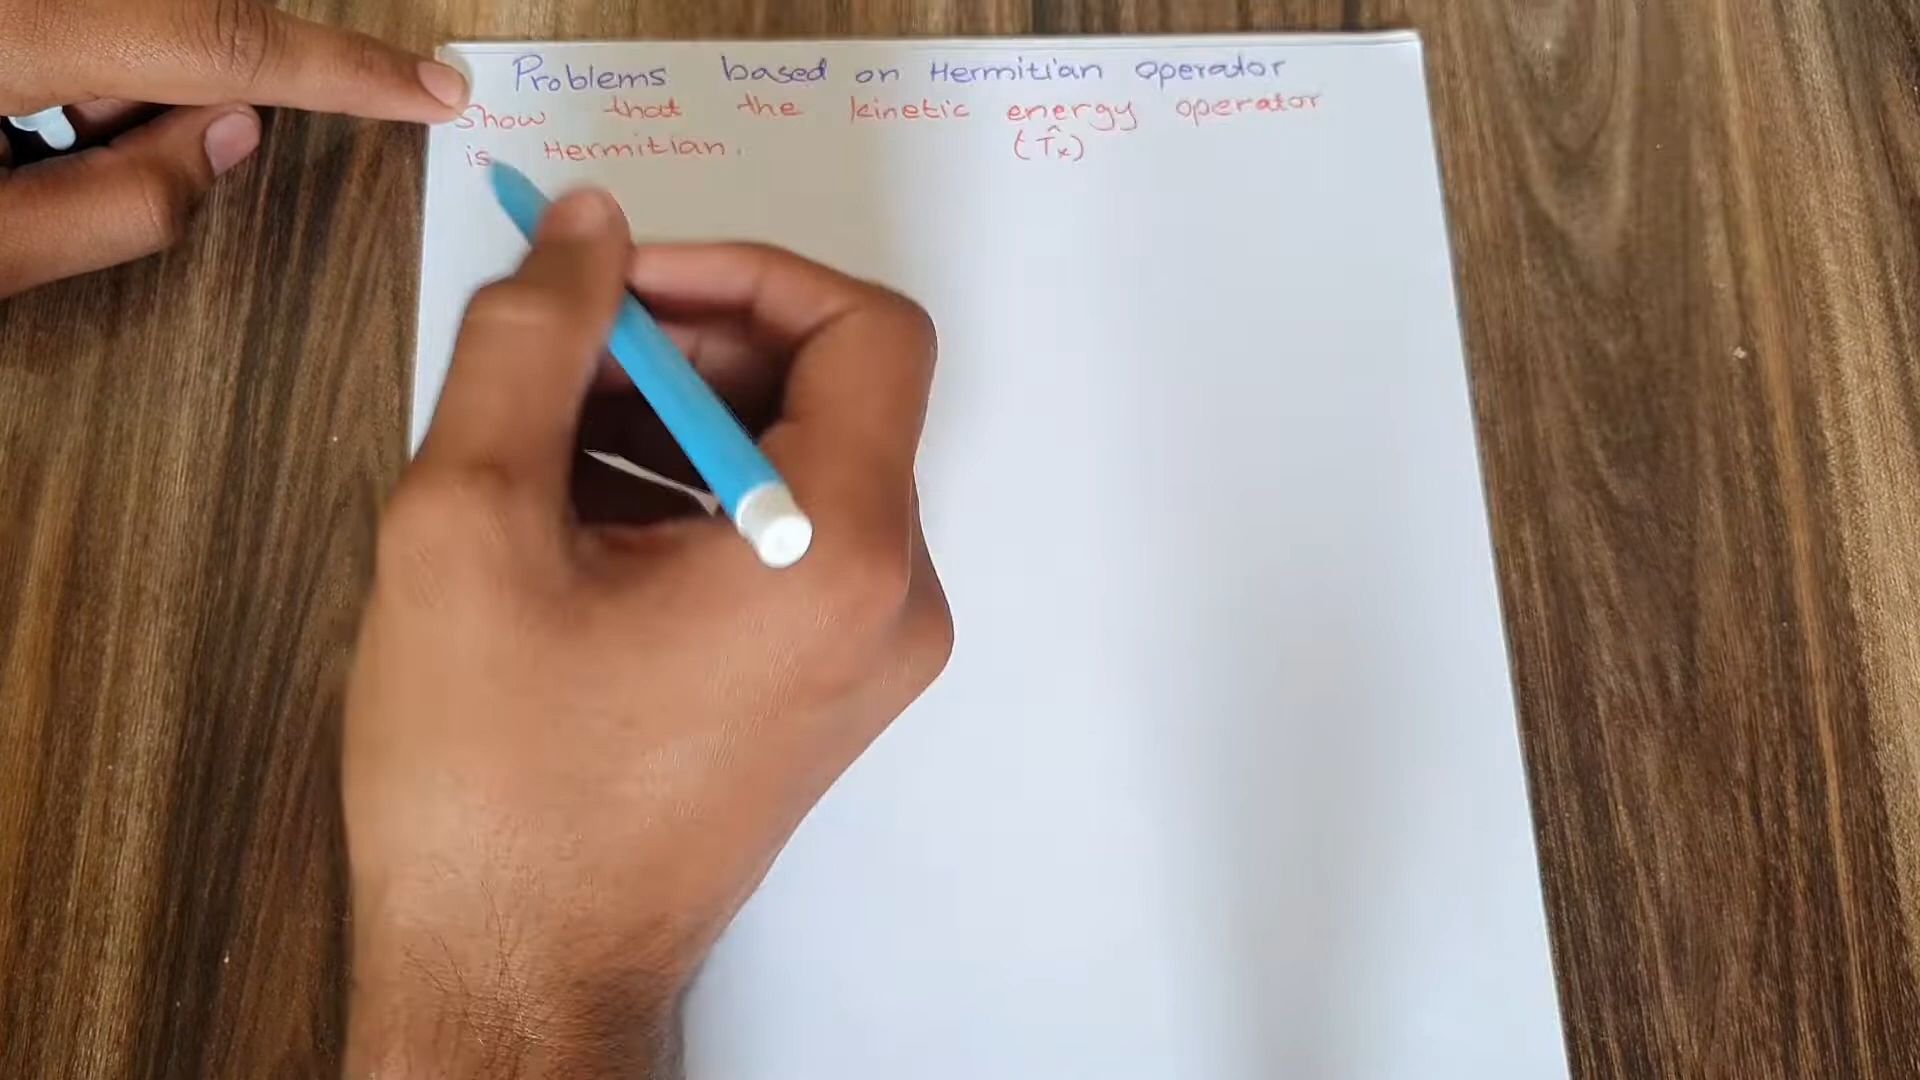 Problems based on Hermitian operator
Show that the kinetic energy operator
is Hermitian. (T̂ₓ)